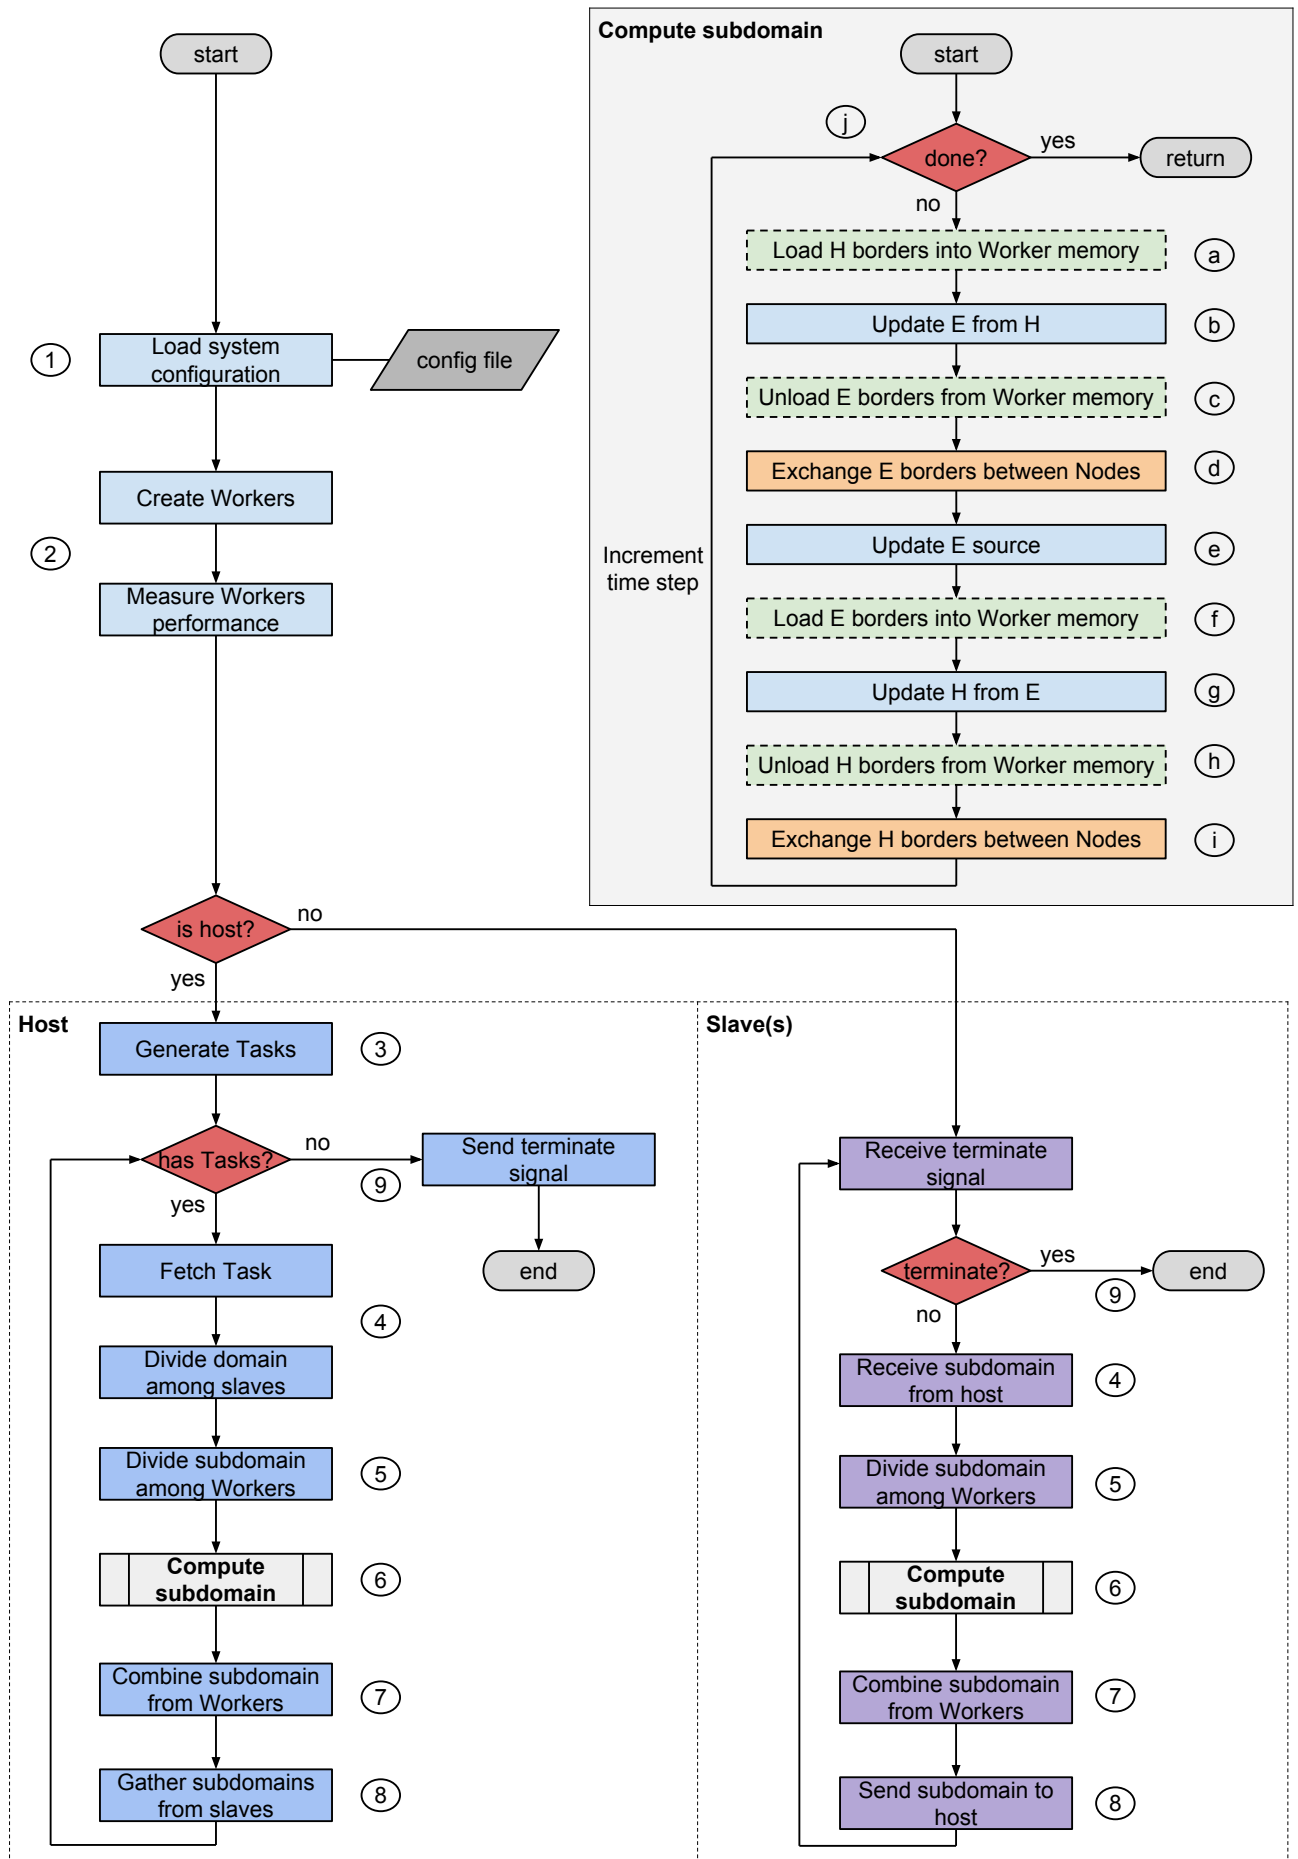 start
1
Load system
configuration
config file
Create Workers
2
Measure Workers
performance
is host?
no
yes
Compute subdomain
start
j
done?
yes
return
no
Load H borders into Worker memory
a
Update E from H
b
Unload E borders from Worker memory
c
Exchange E borders between Nodes
d
Update E source
e
Increment
time step
Load E borders into Worker memory
f
Update H from E
g
Unload H borders from Worker memory
h
Exchange H borders between Nodes
i
Host
Generate Tasks
3
has Tasks?
no
9
Send terminate
signal
end
yes
Fetch Task
4
Divide domain
among slaves
Divide subdomain
among Workers
5
Compute
subdomain
6
Combine subdomain
from Workers
7
Gather subdomains
from slaves
8
Slave(s)
Receive terminate
signal
terminate?
yes
9
end
no
Receive subdomain
from host
4
Divide subdomain
among Workers
5
Compute
subdomain
6
Combine subdomain
from Workers
7
Send subdomain to
host
8